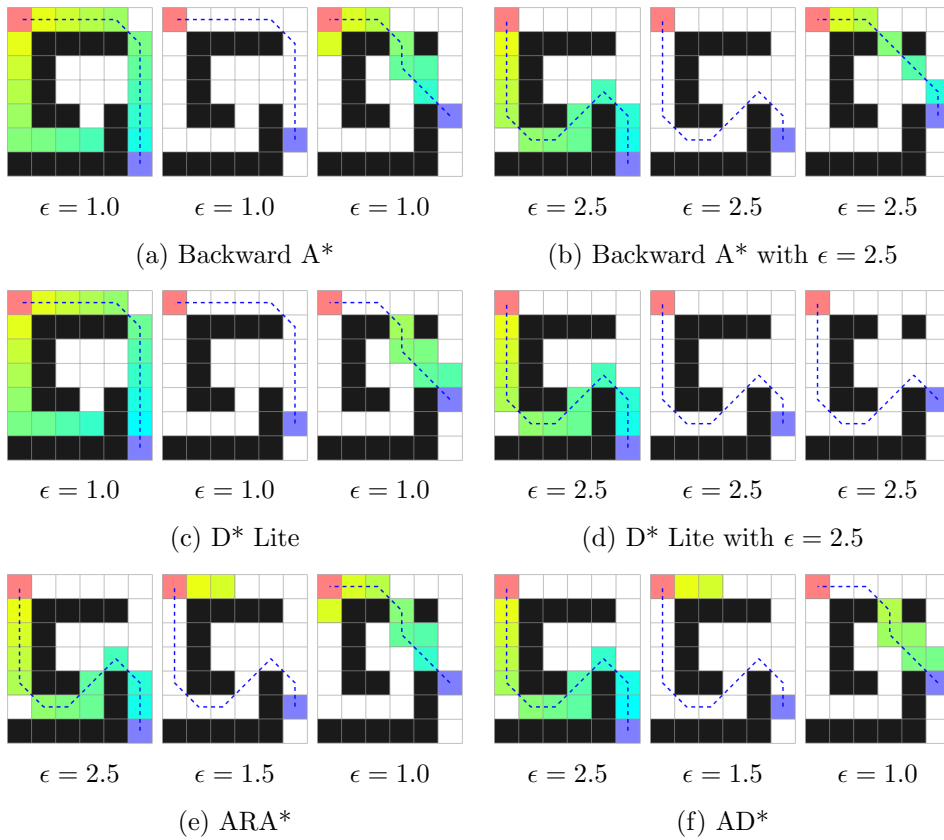 ϵ = 1.0 ϵ = 1.0 ϵ = 1.0 ϵ = 2.5 ϵ = 2.5 ϵ = 2.5
(a) Backward A* (b) Backward A* with ϵ = 2.5
ϵ = 1.0 ϵ = 1.0 ϵ = 1.0 ϵ = 2.5 ϵ = 2.5 ϵ = 2.5
(c) D* Lite (d) D* Lite with ϵ = 2.5
ϵ = 2.5 ϵ = 1.5 ϵ = 1.0 ϵ = 2.5 ϵ = 1.5 ϵ = 1.0
(e) ARA* (f) AD*